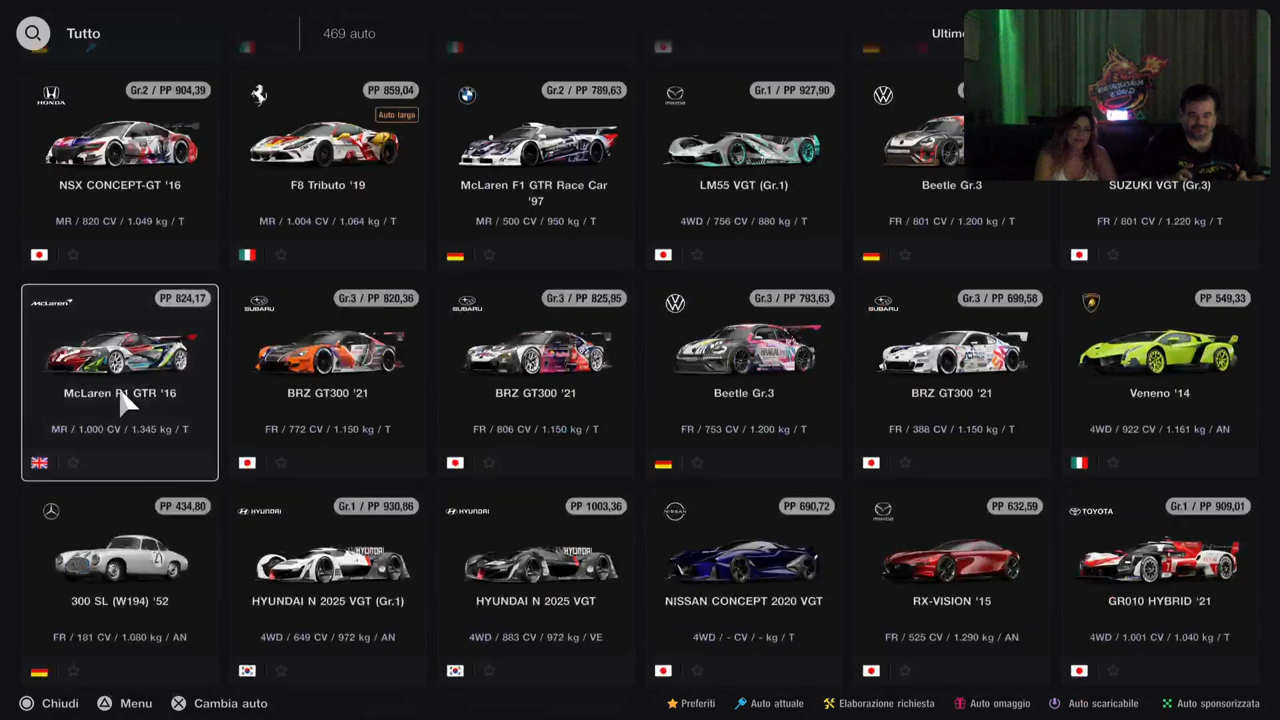 Tutto
469 auto
Ultime
HONDA
Gr.2 / PP 904,39
NSX CONCEPT-GT '16
MR / 820 CV / 1.049 kg / T
PP 859,04
Auto larga
F8 Tributo '19
MR / 1.004 CV / 1.064 kg / T
Gr.2 / PP 789,63
McLaren F1 GTR Race Car
'97
MR / 500 CV / 950 kg / T
mazda
Gr.1 / PP 927,90
LM55 VGT (Gr.1)
4WD / 756 CV / 880 kg / T
Beetle Gr.3
FR / 801 CV / 1.200 kg / T
SUZUKI VGT (Gr.3)
FR / 801 CV / 1.220 kg / T
McLaren
PP 824,17
McLaren P1 GTR '16
MR / 1.000 CV / 1.345 kg / T
SUBARU
Gr.3 / PP 820,36
BRZ GT300 '21
FR / 772 CV / 1.150 kg / T
SUBARU
Gr.3 / PP 825,95
BRZ GT300 '21
FR / 806 CV / 1.150 kg / T
Gr.3 / PP 793,63
Beetle Gr.3
FR / 753 CV / 1.200 kg / T
SUBARU
Gr.3 / PP 699,58
BRZ GT300 '21
FR / 388 CV / 1.150 kg / T
PP 549,33
Veneno '14
4WD / 922 CV / 1.161 kg / AN
PP 434,80
300 SL (W194) '52
FR / 181 CV / 1.080 kg / AN
HYUNDAI
Gr.1 / PP 930,86
HYUNDAI N 2025 VGT (Gr.1)
4WD / 649 CV / 972 kg / AN
HYUNDAI
PP 1003,36
HYUNDAI N 2025 VGT
4WD / 883 CV / 972 kg / VE
NISSAN
PP 690,72
NISSAN CONCEPT 2020 VGT
4WD / - CV / - kg / T
mazda
PP 632,59
RX-VISION '15
FR / 525 CV / 1.290 kg / AN
TOYOTA
Gr.1 / PP 909,01
GR010 HYBRID '21
4WD / 1.001 CV / 1.040 kg / T
Chiudi
Menu
Cambia auto
Preferiti
Auto attuale
Elaborazione richiesta
Auto omaggio
Auto scaricabile
Auto sponsorizzata